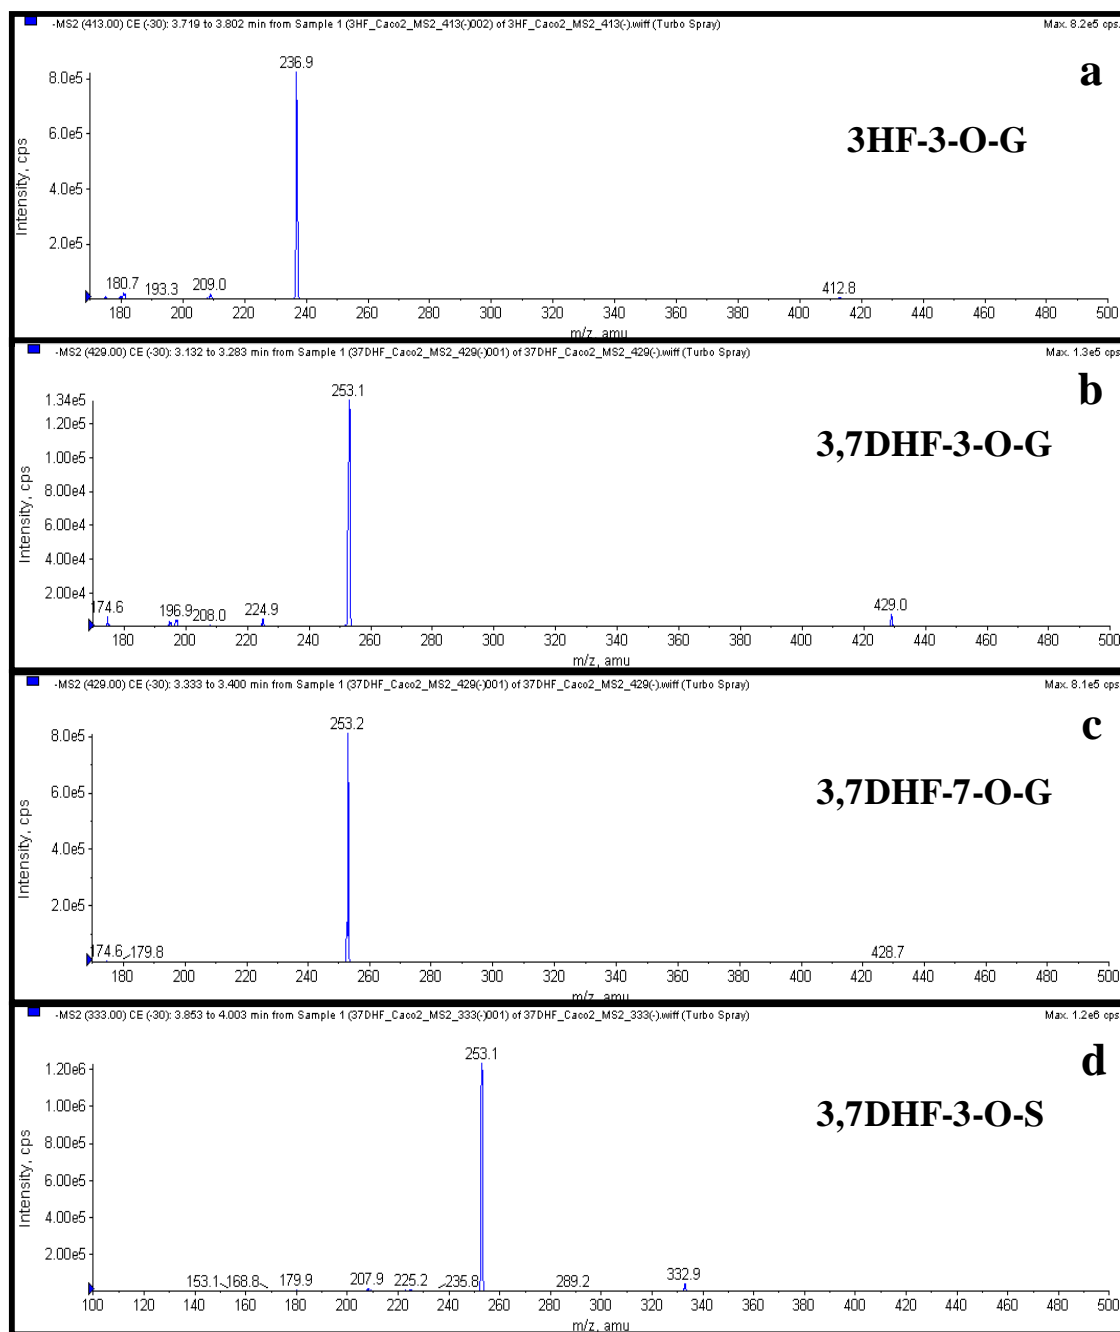 -MS2 (413.00) CE (-30): 3.719 to 3.802 min from Sample 1 (3HF_Caco2_MS2_413(-)002) of 3HF_Caco2_MS2_413(-).wiff (Turbo Spray) Max. 8.2e5 cps.
a
3HF-3-O-G
Intensity, cps
8.0e5
6.0e5
4.0e5
2.0e5
236.9
180.7
193.3
209.0
412.8
180 200 220 240 260 280 300 320 340 360 380 400 420 440 460 480 500
m/z, amu
-MS2 (429.00) CE (-30): 3.132 to 3.283 min from Sample 1 (37DHF_Caco2_MS2_429(-)001) of 37DHF_Caco2_MS2_429(-).wiff (Turbo Spray) Max. 1.3e5 cps
b
3,7DHF-3-O-G
Intensity, cps
1.34e5
1.20e5
1.00e5
8.00e4
6.00e4
4.00e4
2.00e4
253.1
174.6
196.9
208.0
224.9
429.0
180 200 220 240 260 280 300 320 340 360 380 400 420 440 460 480 500
m/z, amu
-MS2 (429.00) CE (-30): 3.333 to 3.400 min from Sample 1 (37DHF_Caco2_MS2_429(-)001) of 37DHF_Caco2_MS2_429(-).wiff (Turbo Spray) Max. 8.1e5 cps
c
3,7DHF-7-O-G
Intensity, cps
8.0e5
6.0e5
4.0e5
2.0e5
253.2
174.6
179.8
428.7
180 200 220 240 260 280 300 320 340 360 380 400 420 440 460 480 500
m/z, amu
-MS2 (333.00) CE (-30): 3.853 to 4.003 min from Sample 1 (37DHF_Caco2_MS2_333(-)001) of 37DHF_Caco2_MS2_333(-).wiff (Turbo Spray) Max. 1.2e6 cps
d
3,7DHF-3-O-S
Intensity, cps
1.20e6
1.00e6
8.00e5
6.00e5
4.00e5
2.00e5
253.1
153.1
168.8
179.9
207.9
225.2
235.8
289.2
332.9
100 120 140 160 180 200 220 240 260 280 300 320 340 360 380 400 420 440 460 480 500
m/z, amu